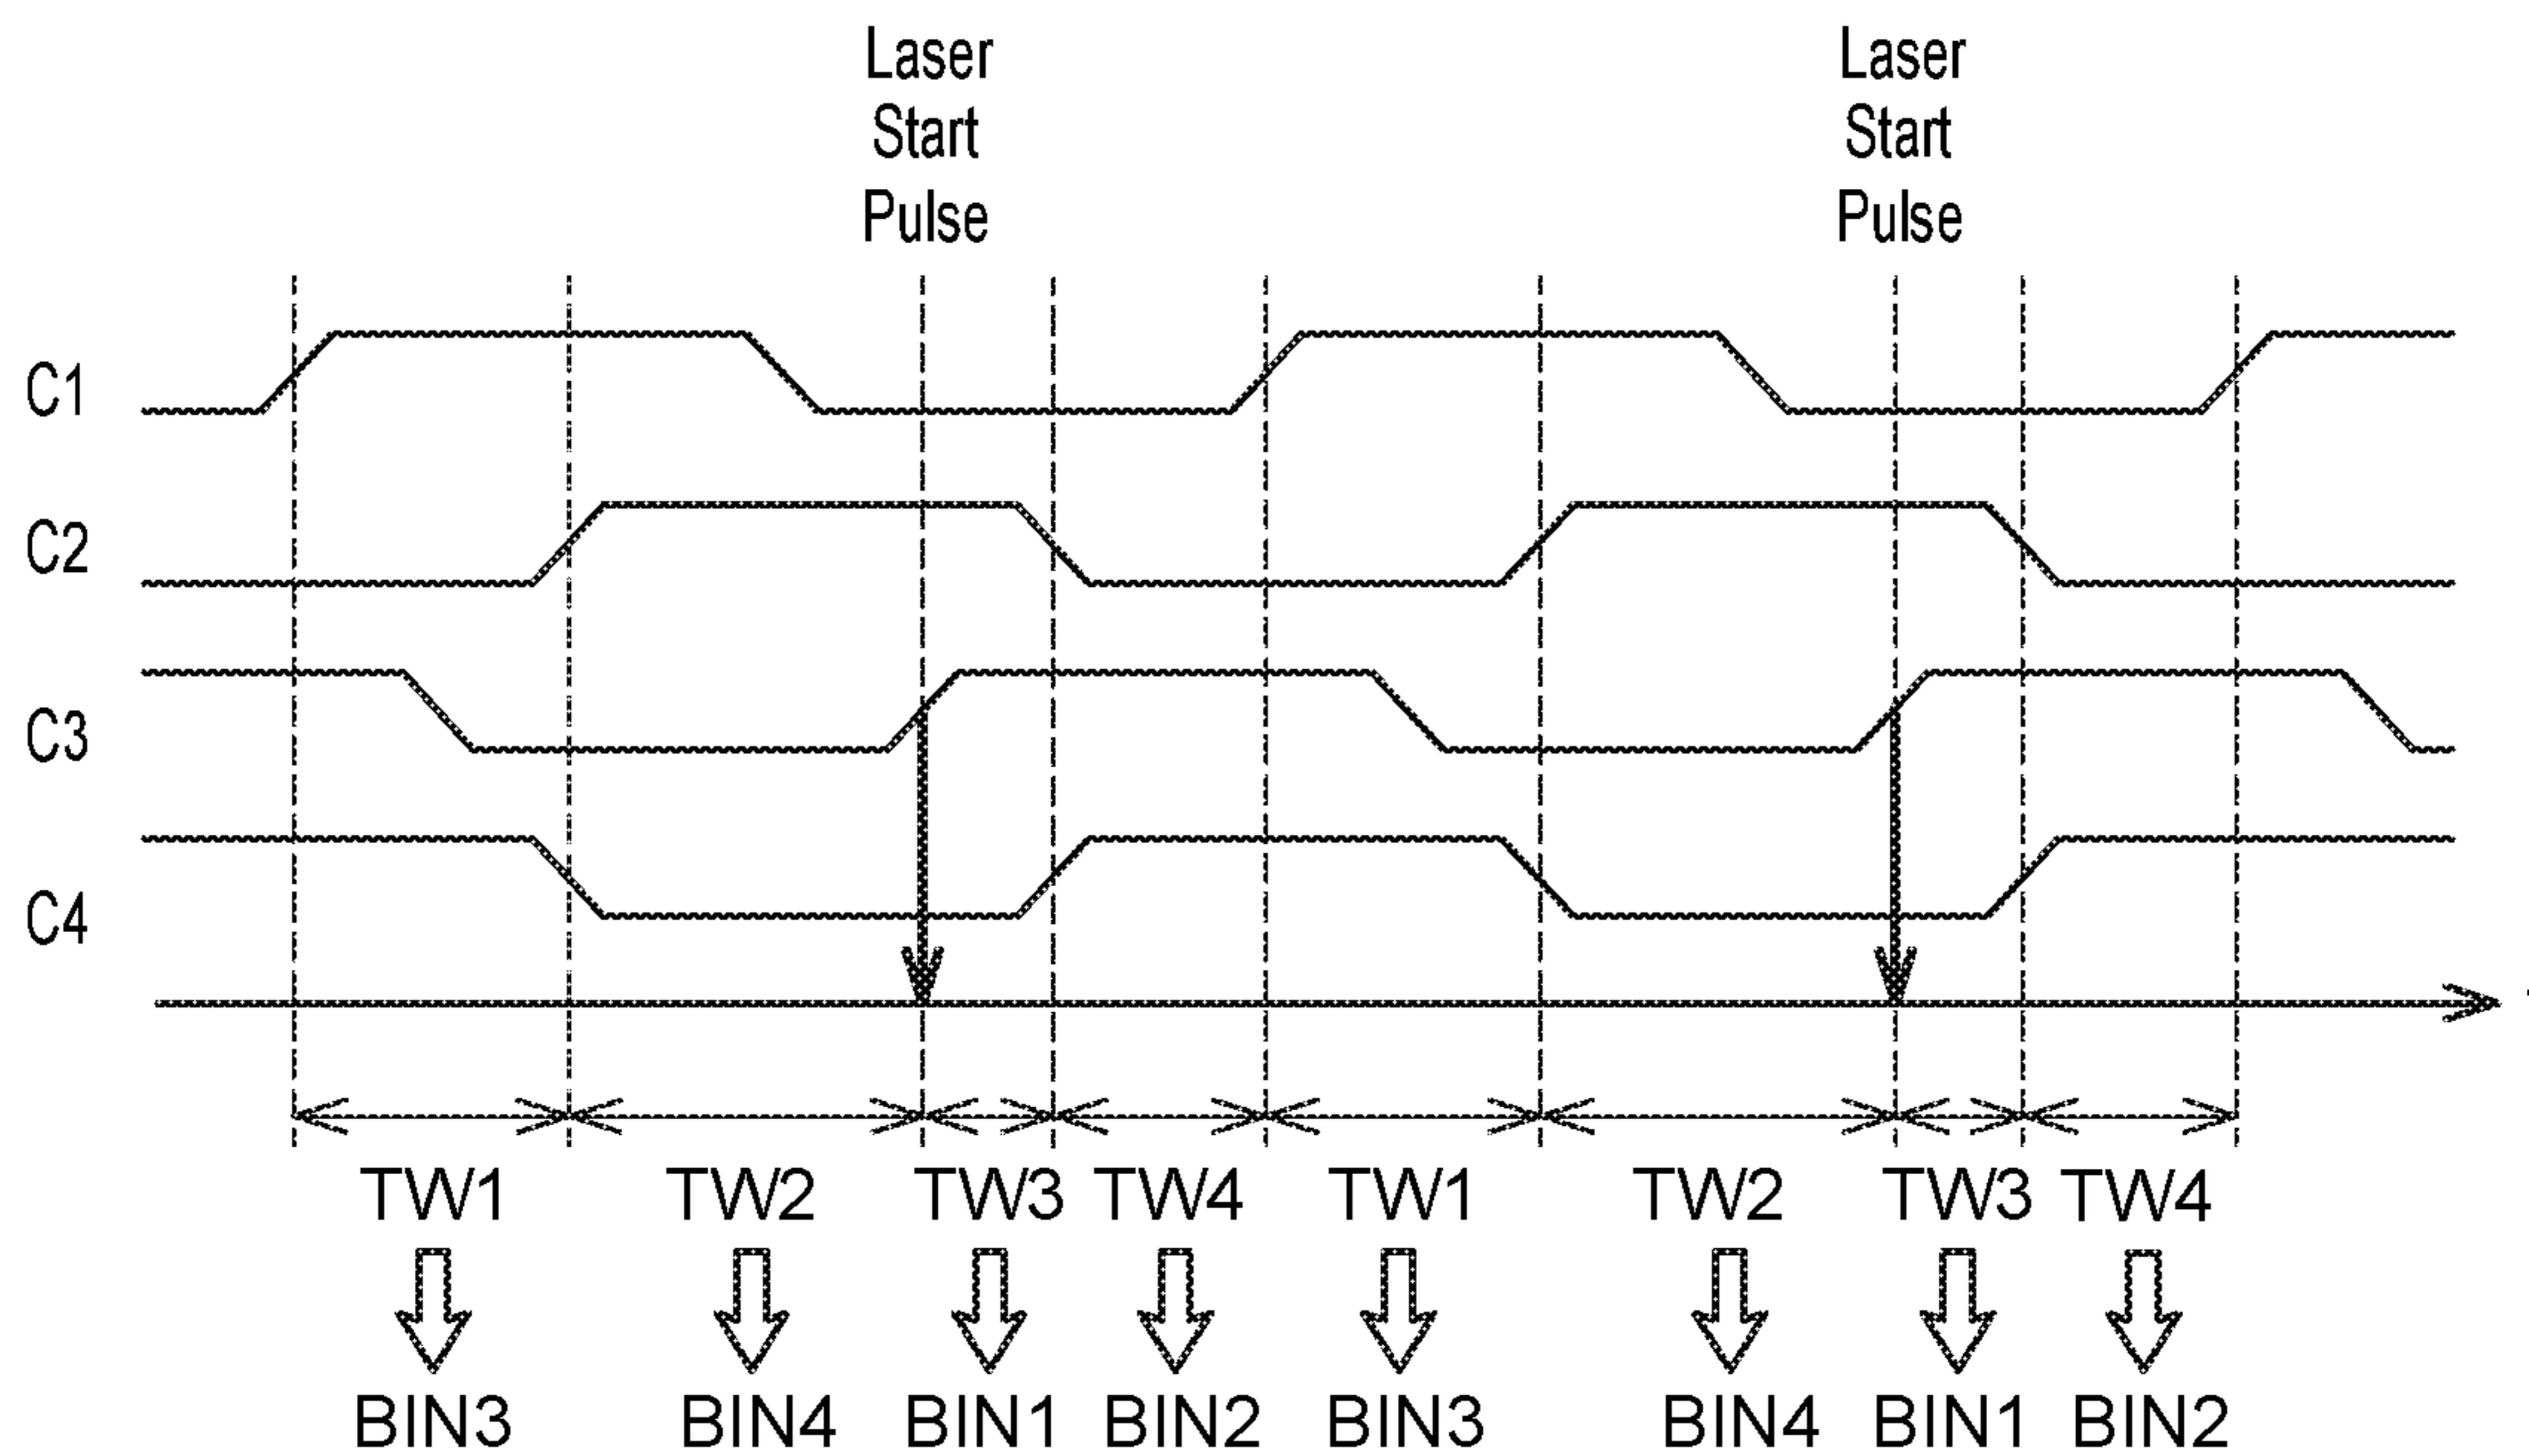 Laser
Start
Pulse
Laser
Start
Pulse
C1
C2
C3
C4
TW1 TW2 TW3 TW4 TW1 TW2 TW3 TW4
BIN3 BIN4 BIN1 BIN2 BIN3 BIN4 BIN1 BIN2